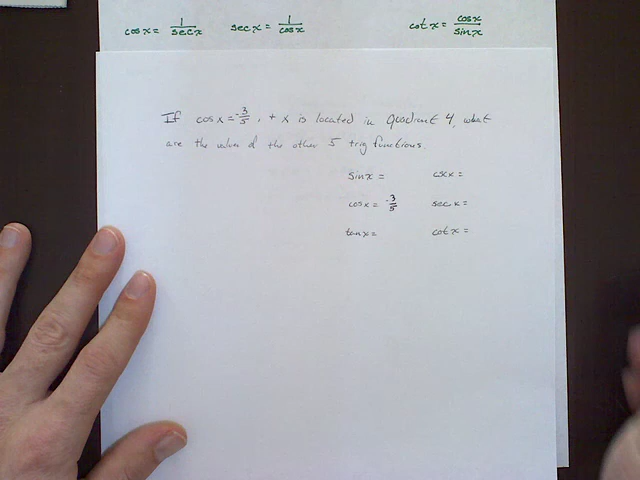 cos x = 1/sec x sec x = 1/cos x cot x = cos x/sin x
If cos x = -3/5, + x is located in Quadrant 4, what
are the values of the other 5 trig functions.
sin x = csc x =
cos x = -3/5 sec x =
tan x = cot x =